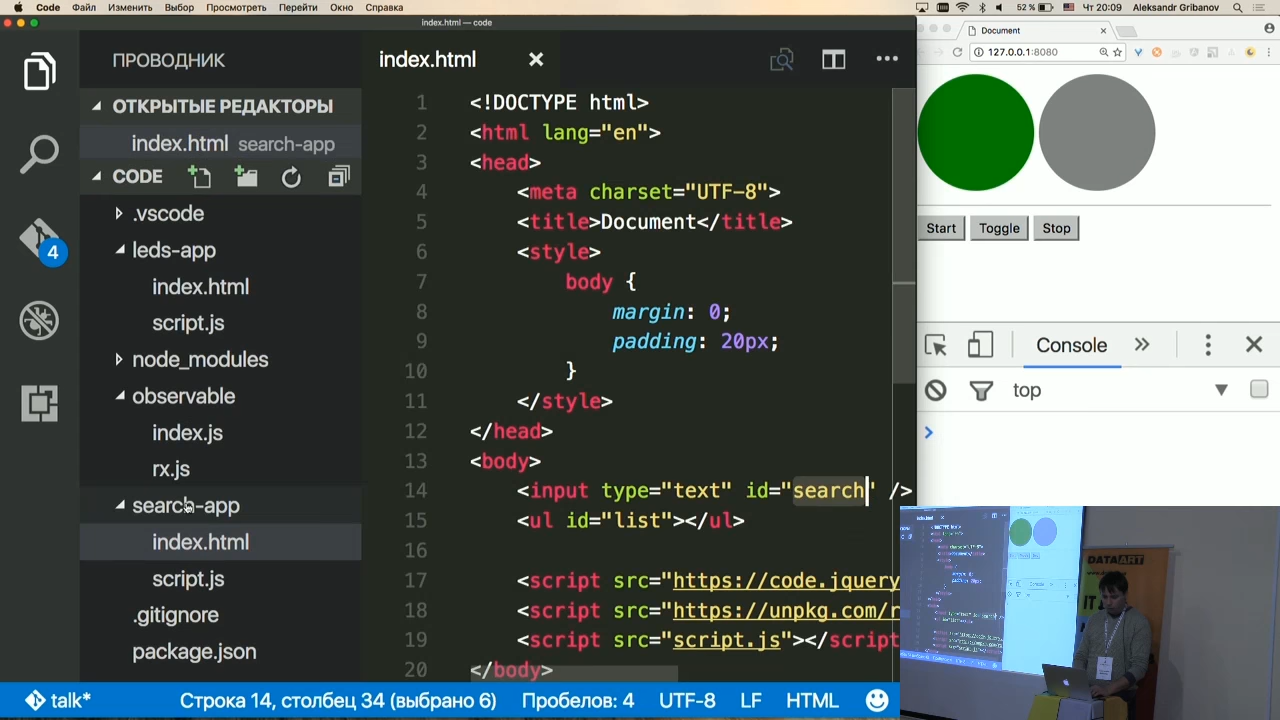 Code Файл Изменить Выбор Просмотреть Перейти Окно Справка 52 % Чт 20:09 Aleksandr Gribanov
index.html — code
Document
127.0.0.1:8080
ПРОВОДНИК
ОТКРЫТЫЕ РЕДАКТОРЫ
index.html search-app
CODE
.vscode
leds-app
index.html
script.js
node_modules
observable
index.js
rx.js
search-app
index.html
script.js
.gitignore
package.json
4
index.html
1 <!DOCTYPE html>
2 <html lang="en">
3 <head>
4 <meta charset="UTF-8">
5 <title>Document</title>
6 <style>
7 body {
8 margin: 0;
9 padding: 20px;
10 }
11 </style>
12 </head>
13 <body>
14 <input type="text" id="search" />
15 <ul id="list"></ul>
16
17 <script src="https://code.jquery
18 <script src="https://unpkg.com/r
19 <script src="script.js"></script
20 </body>
Start Toggle Stop
Console
top
DATAART
IT
talk* Строка 14, столбец 34 (выбрано 6) Пробелов: 4 UTF-8 LF HTML